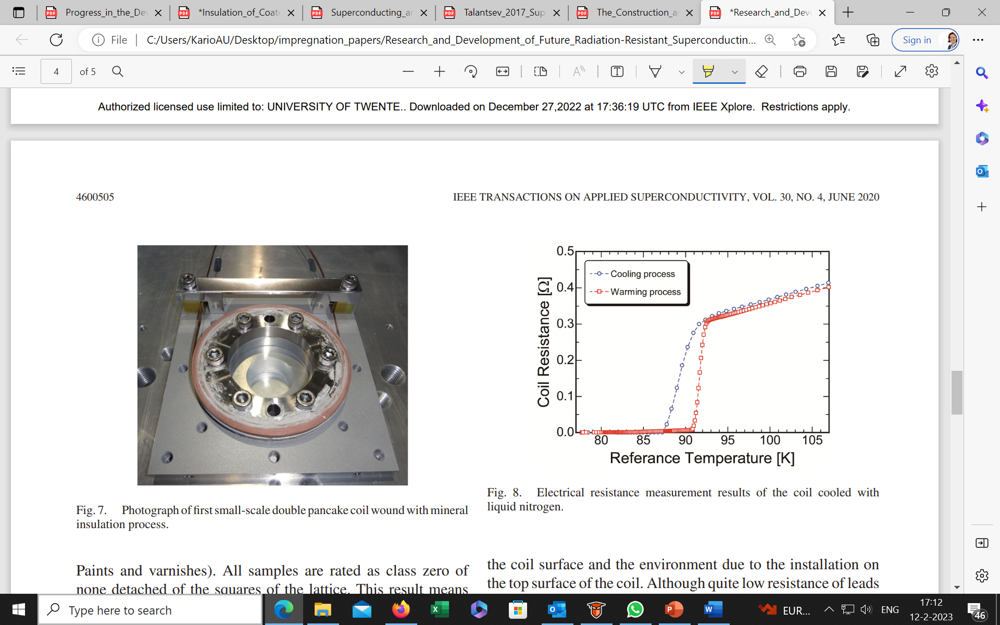 Progress_in_the_De
*Insulation_of_Coat
Superconducting_a
Talantsev_2017_Sup
The_Construction_a
*Research_and_Dev
File
C:/Users/KarioAU/Desktop/impregnation_papers/Research_and_Development_of_Future_Radiation-Resistant_Superconductin...
Sign in
4
of 5
Authorized licensed use limited to: UNIVERSITY OF TWENTE.. Downloaded on December 27,2022 at 17:36:19 UTC from IEEE Xplore. Restrictions apply.
4600505
IEEE TRANSACTIONS ON APPLIED SUPERCONDUCTIVITY, VOL. 30, NO. 4, JUNE 2020
Fig. 7. Photograph of first small-scale double pancake coil wound with mineral
insulation process.
Paints and varnishes). All samples are rated as class zero of
none detached of the squares of the lattice. This result means
0.5
0.4
0.3
0.2
0.1
0.0
Coil Resistance [Ω]
Cooling process
Warming process
80 85 90 95 100 105
Referance Temperature [K]
Fig. 8. Electrical resistance measurement results of the coil cooled with
liquid nitrogen.
the coil surface and the environment due to the installation on
the top surface of the coil. Although quite low resistance of leads
Type here to search
EUR...
ENG
17:12
12-2-2023
46